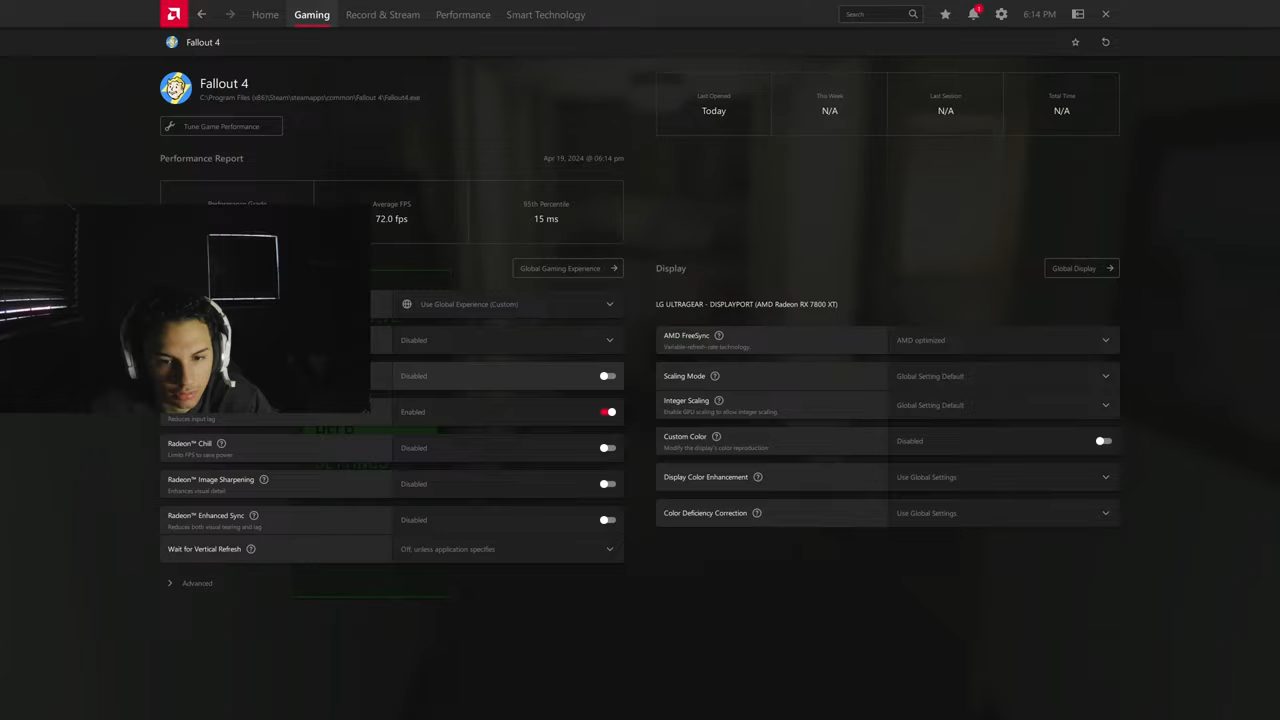 Home Gaming Record & Stream Performance Smart Technology Search 1 6:14 PM
Fallout 4
Fallout 4
C:\Program Files (x86)\Steam\steamapps\common\Fallout 4\Fallout4.exe
Tune Game Performance
Last Opened This Week Last Session Total Time
Today N/A N/A N/A
Performance Report Apr 19, 2024 @ 06:14 pm
Performance Grade Average FPS 95th Percentile
72.0 fps 15 ms
Global Gaming Experience
Use Global Experience (Custom)
Disabled
Disabled
Reduces input lag Enabled
Radeon™ Chill Disabled
Limits FPS to save power.
Radeon™ Image Sharpening Disabled
Enhances visual detail.
Radeon™ Enhanced Sync Disabled
Reduces both visual tearing and lag
Wait for Vertical Refresh Off, unless application specifies
Advanced
Display Global Display
LG ULTRAGEAR - DISPLAYPORT (AMD Radeon RX 7800 XT)
AMD FreeSync AMD optimized
Variable-refresh-rate technology.
Scaling Mode Global Setting Default
Integer Scaling Global Setting Default
Enable GPU scaling to allow integer scaling.
Custom Color Disabled
Modify the display's color reproduction
Display Color Enhancement Use Global Settings
Color Deficiency Correction Use Global Settings